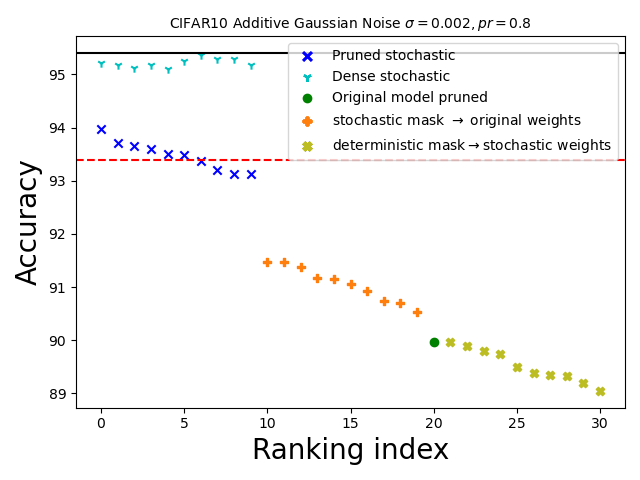 CIFAR10 Additive Gaussian Noise σ = 0.002, pr = 0.8
Pruned stochastic
Dense stochastic
Original model pruned
stochastic mask → original weights
deterministic mask→stochastic weights
Accuracy
95
94
93
92
91
90
89
0 5 10 15 20 25 30
Ranking index